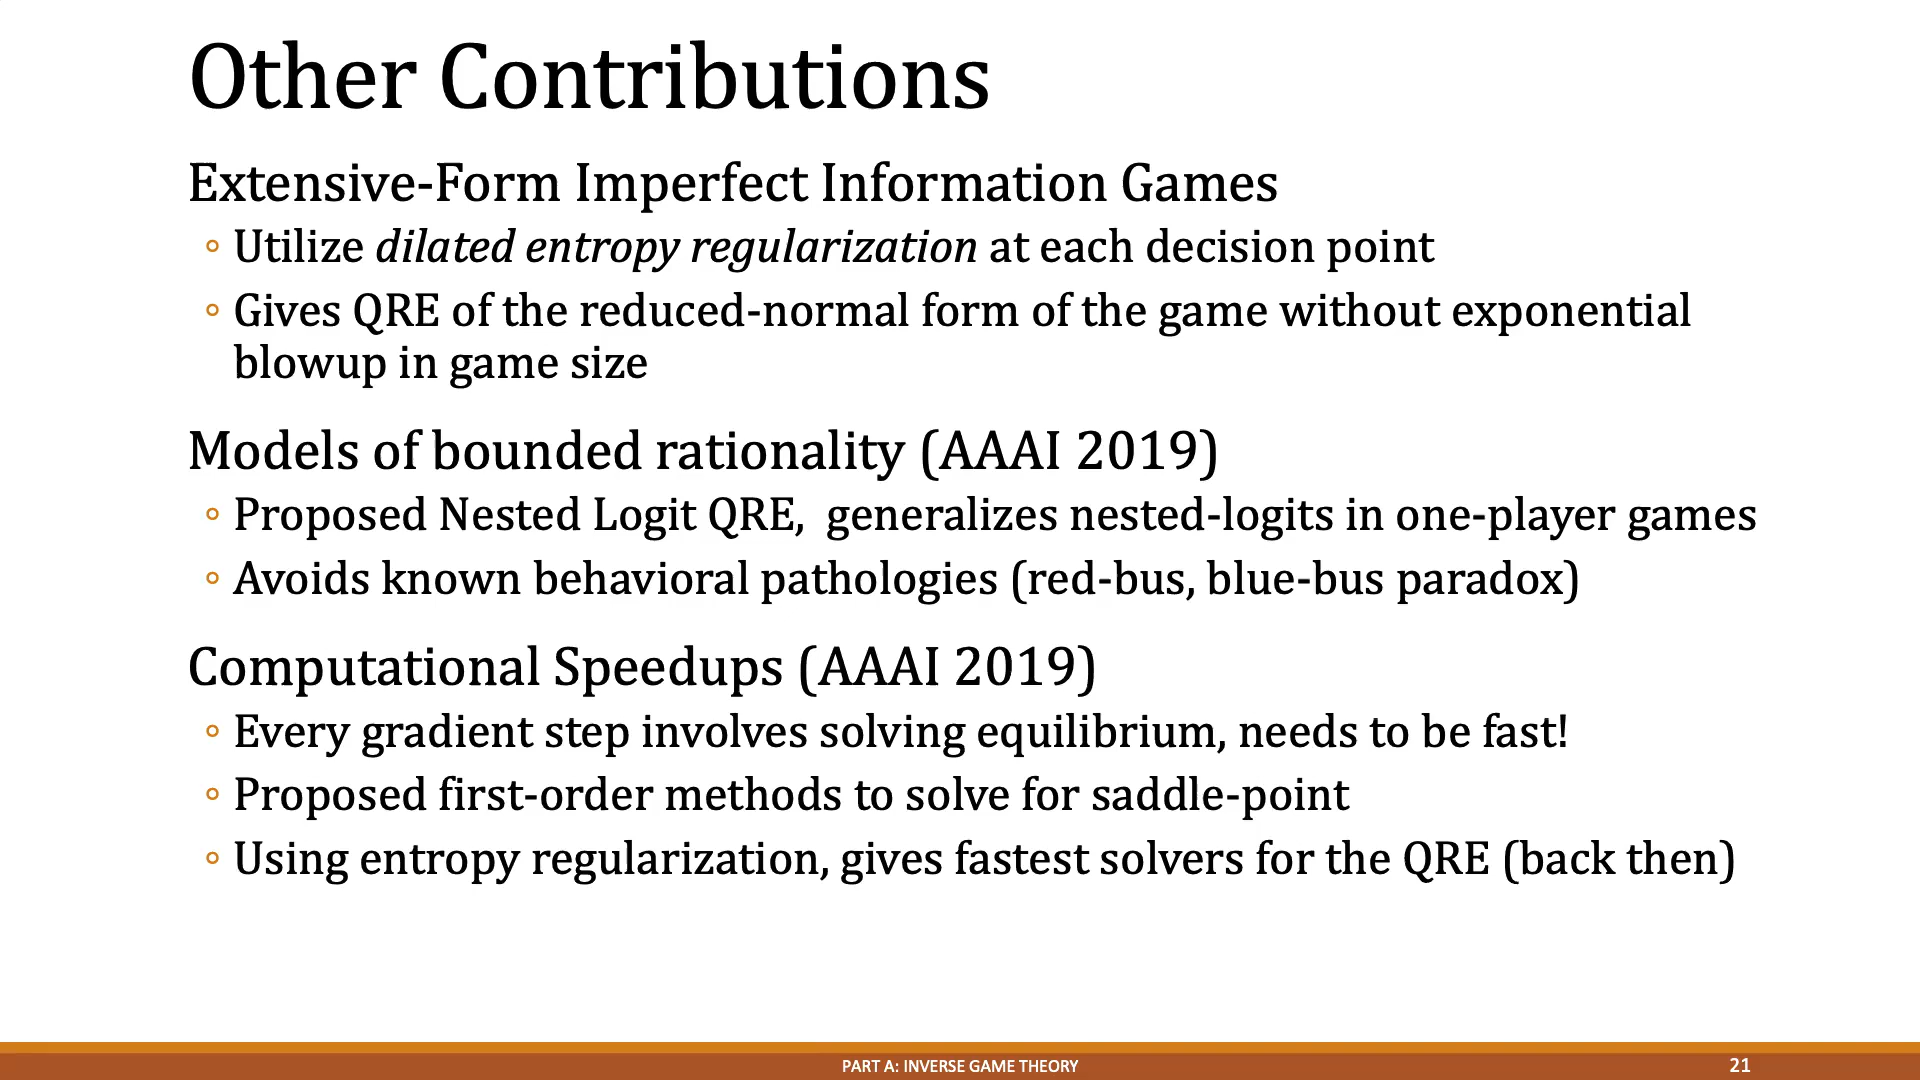 Other Contributions
Extensive-Form Imperfect Information Games
◦ Utilize dilated entropy regularization at each decision point
◦ Gives QRE of the reduced-normal form of the game without exponential
blowup in game size
Models of bounded rationality (AAAI 2019)
◦ Proposed Nested Logit QRE,  generalizes nested-logits in one-player games
◦ Avoids known behavioral pathologies (red-bus, blue-bus paradox)
Computational Speedups (AAAI 2019)
◦ Every gradient step involves solving equilibrium, needs to be fast!
◦ Proposed first-order methods to solve for saddle-point
◦ Using entropy regularization, gives fastest solvers for the QRE (back then)
PART A: INVERSE GAME THEORY
21